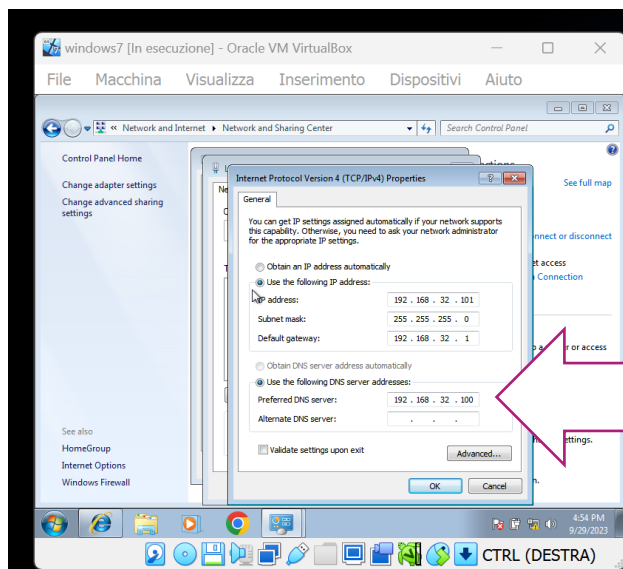 windows7 [In esecuzione] - Oracle VM VirtualBox
File Macchina Visualizza Inserimento Dispositivi Aiuto
« Network and Internet Network and Sharing Center
Search Control Panel
Control Panel Home
Change adapter settings
Change advanced sharing
settings
See also
HomeGroup
Internet Options
Windows Firewall
See full map
nnect or disconnect
et access
Connection
or access
ettings.
Internet Protocol Version 4 (TCP/IPv4) Properties
General
You can get IP settings assigned automatically if your network supports
this capability. Otherwise, you need to ask your network administrator
for the appropriate IP settings.
Obtain an IP address automatically
Use the following IP address:
IP address: 192 . 168 . 32 . 101
Subnet mask: 255 . 255 . 255 . 0
Default gateway: 192 . 168 . 32 . 1
Obtain DNS server address automatically
Use the following DNS server addresses:
Preferred DNS server: 192 . 168 . 32 . 100
Alternate DNS server: . . .
Validate settings upon exit
Advanced...
OK Cancel
4:54 PM
9/29/2023
CTRL (DESTRA)